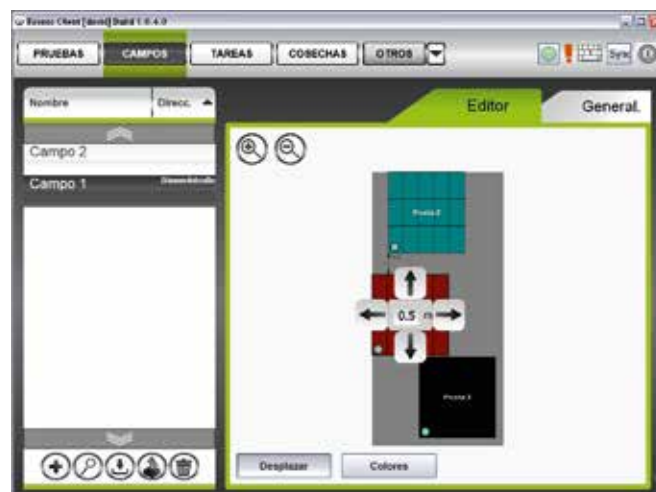 PRUEBAS CAMPOS TAREAS COSECHAS OTROS Sync
Nombre Direcc. Editor General.
Campo 2
Campo 1
0.5 m
Desplazar Colores